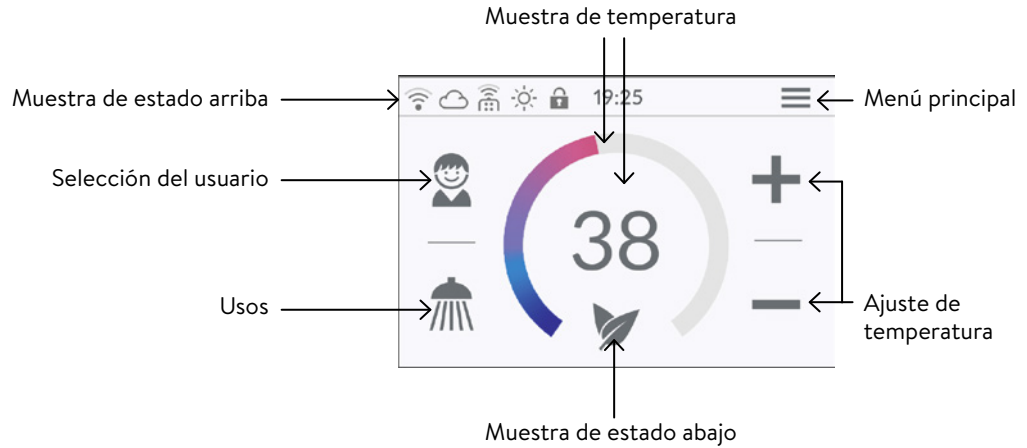 Muestra de temperatura
Muestra de estado arriba
19:25
Menú principal
Selección del usuario
38
Usos
Ajuste de
temperatura
Muestra de estado abajo